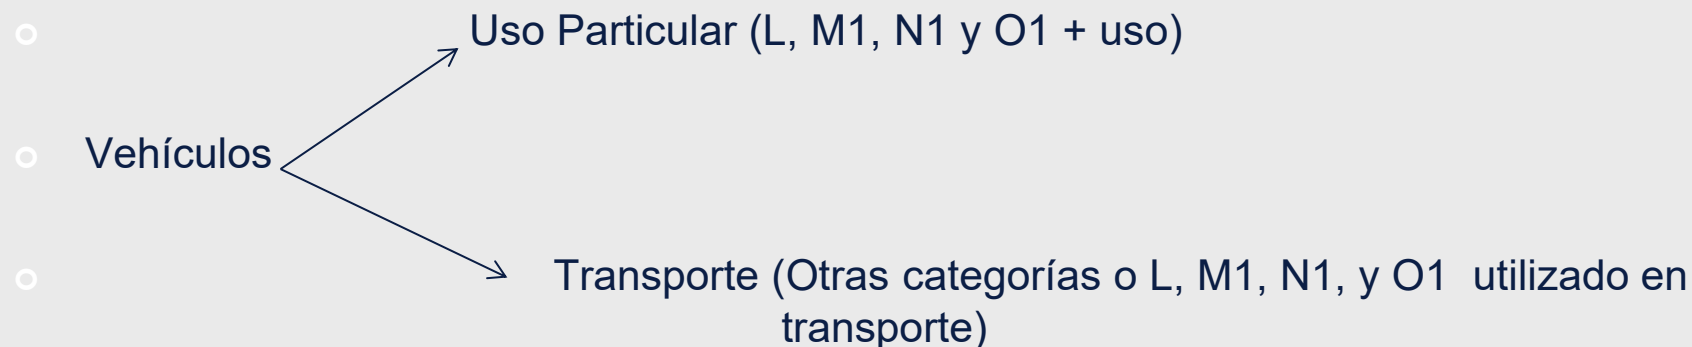 Uso Particular (L, M1, N1 y O1 + uso)
Vehículos
Transporte (Otras categorías o L, M1, N1, y O1 utilizado en
transporte)